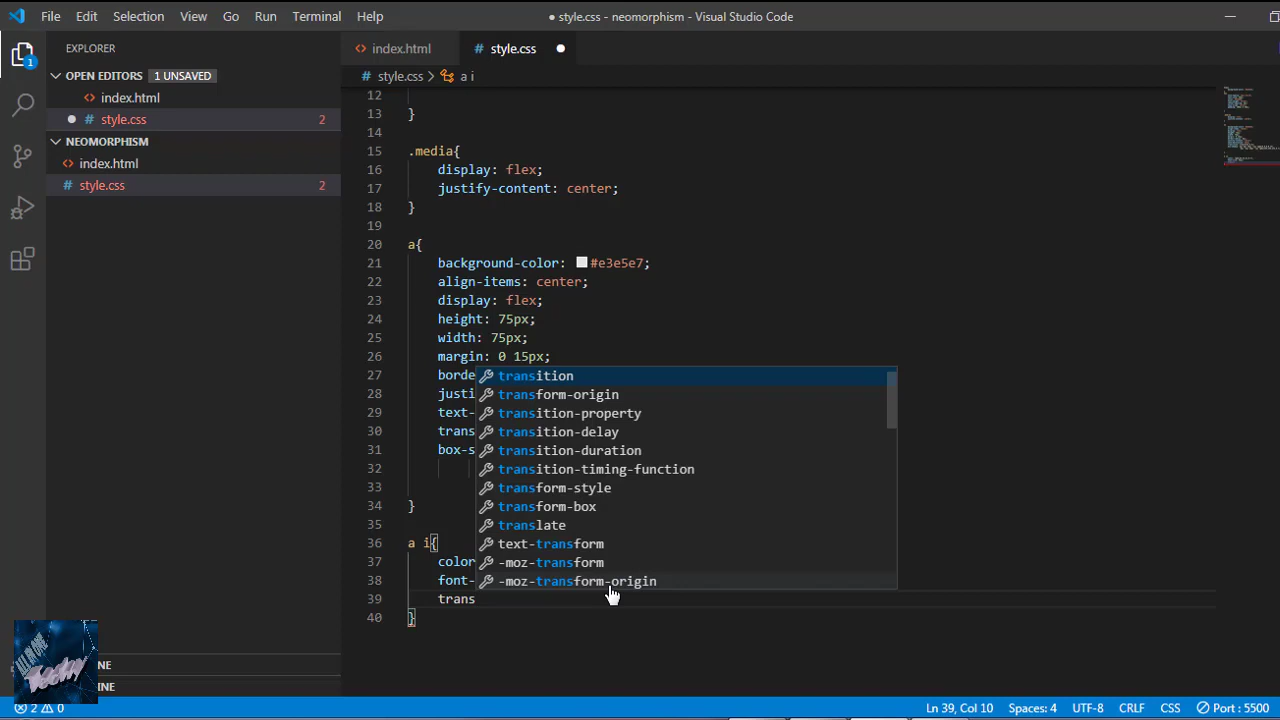 File Edit Selection View Go Run Terminal Help
● style.css - neomorphism - Visual Studio Code
EXPLORER
index.html
style.css
OPEN EDITORS 1 UNSAVED
style.css > a i
1
index.html
style.css 2
NEOMORPHISM
index.html
style.css 2
12
13 }
14
15 .media{
16 display: flex;
17 justify-content: center;
18 }
19
20 a{
21 background-color: #e3e5e7;
22 align-items: center;
23 display: flex;
24 height: 75px;
25 width: 75px;
26 margin: 0 15px;
27 borde
28 justi
29 text-
30 trans
31 box-s
32
33
34 }
35
36 a i{
37 color
38 font-
39 trans
40 }
transition
transform-origin
transition-property
transition-delay
transition-duration
transition-timing-function
transform-style
transform-box
translate
text-transform
-moz-transform
-moz-transform-origin
ALL IN ONE
Techy
NE
INE
2 0
Ln 39, Col 10 Spaces: 4 UTF-8 CRLF CSS Port : 5500